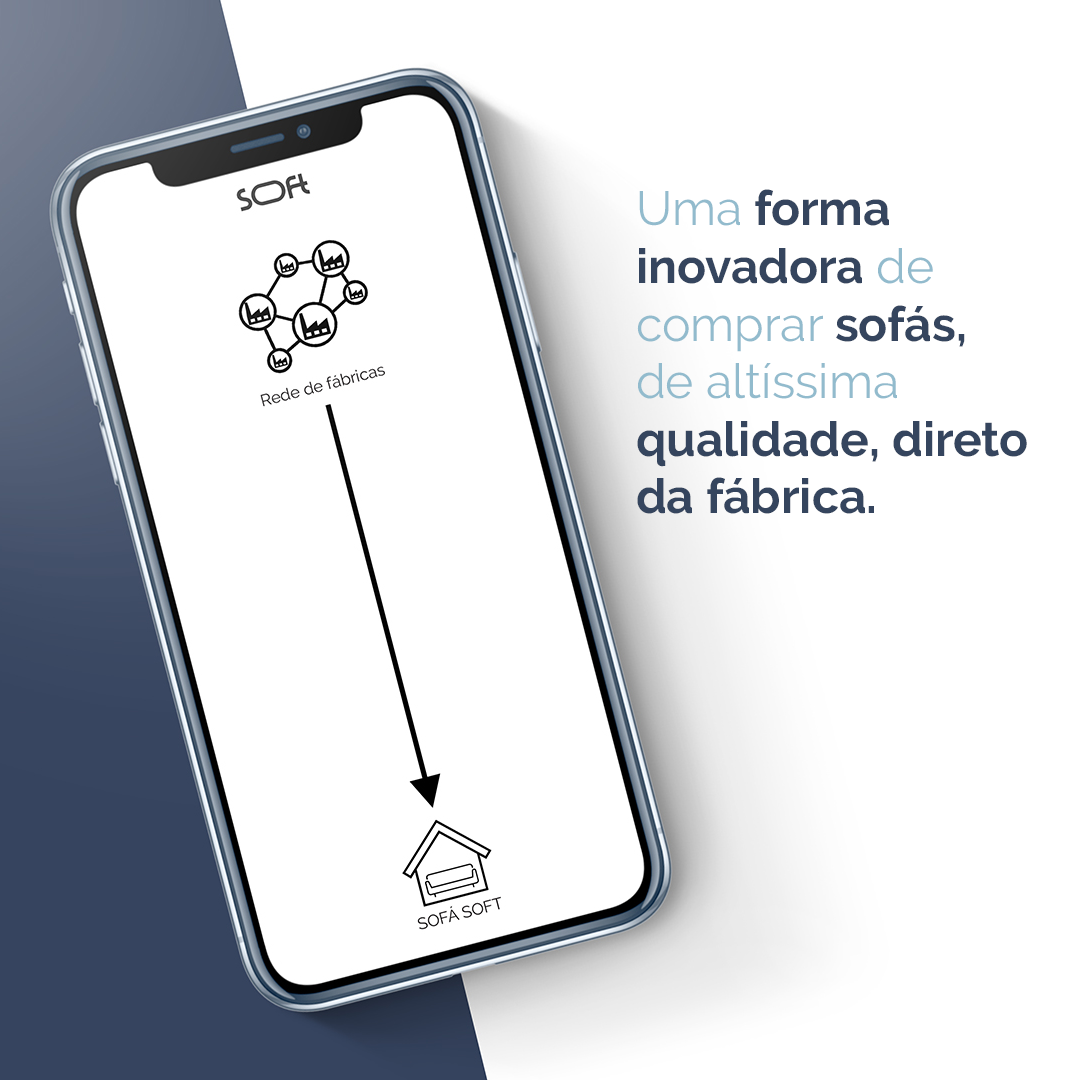 soft
Rede de fábricas
SOFÁ SOFT
Uma forma
inovadora de
comprar sofás,
de altíssima
qualidade, direto
da fábrica.